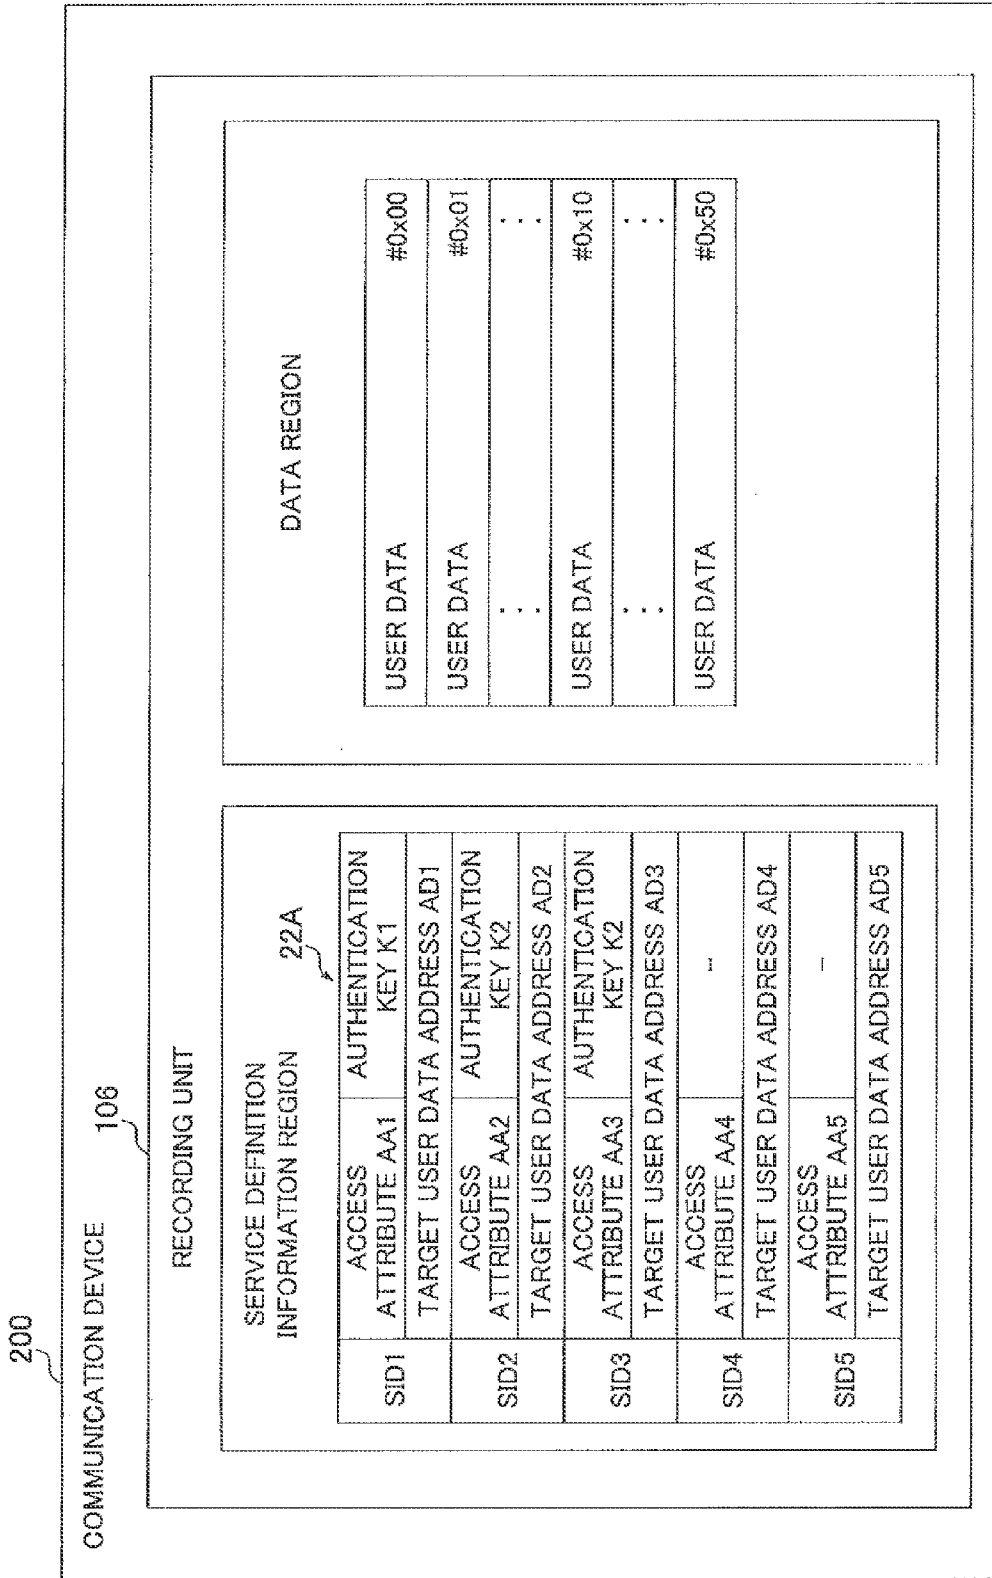 200
COMMUNICATION DEVICE
106
RECORDING UNIT
SERVICE DEFINITION
INFORMATION REGION
22A
SID1
ACCESS
ATTRIBUTE AA1
AUTHENTICATION
KEY K1
TARGET USER DATA ADDRESS AD1
SID2
ACCESS
ATTRIBUTE AA2
AUTHENTICATION
KEY K2
TARGET USER DATA ADDRESS AD2
SID3
ACCESS
ATTRIBUTE AA3
AUTHENTICATION
KEY K2
TARGET USER DATA ADDRESS AD3
SID4
ACCESS
ATTRIBUTE AA4
--
TARGET USER DATA ADDRESS AD4
SID5
ACCESS
ATTRIBUTE AA5
—
TARGET USER DATA ADDRESS AD5
DATA REGION
USER DATA #0x00
USER DATA #0x01
... ...
USER DATA #0x10
... ...
USER DATA #0x50